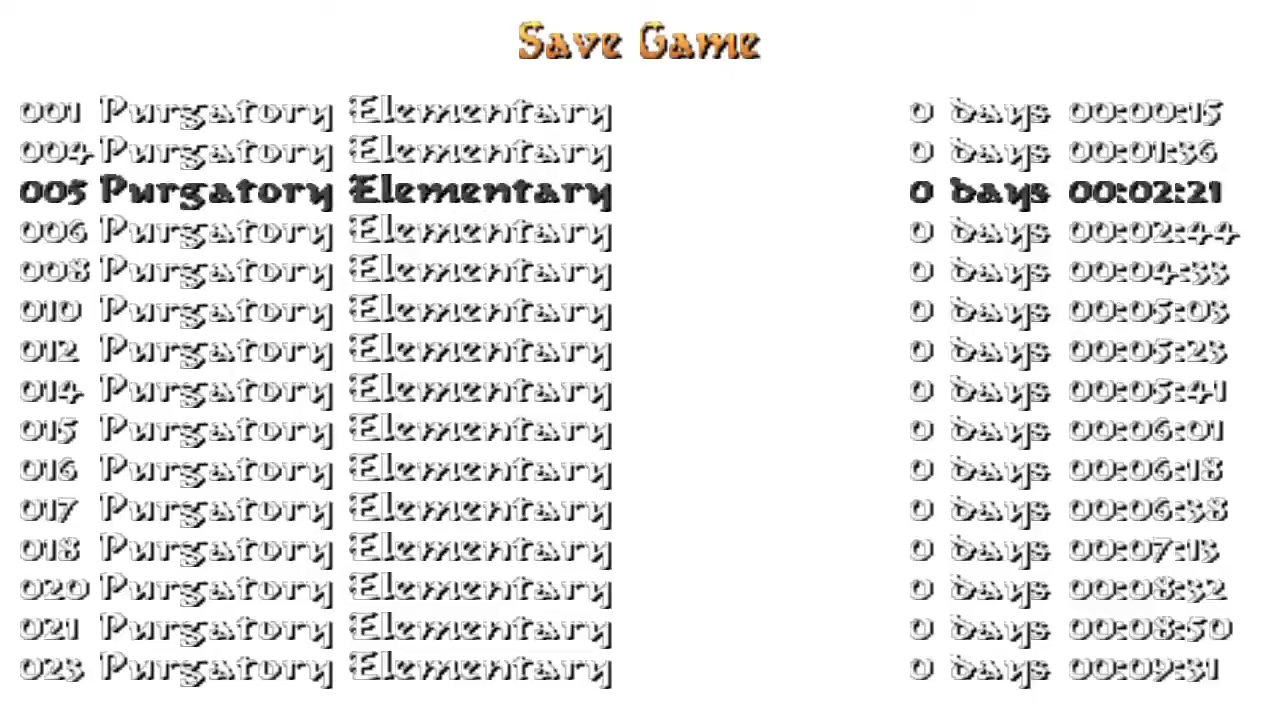 Save Game
001 Purgatory Elementary 0 days 00:00:15
004 Purgatory Elementary 0 days 00:01:36
005 Purgatory Elementary 0 days 00:02:21
006 Purgatory Elementary 0 days 00:02:44
008 Purgatory Elementary 0 days 00:04:33
010 Purgatory Elementary 0 days 00:05:03
012 Purgatory Elementary 0 days 00:05:23
014 Purgatory Elementary 0 days 00:05:41
015 Purgatory Elementary 0 days 00:06:01
016 Purgatory Elementary 0 days 00:06:18
017 Purgatory Elementary 0 days 00:06:38
018 Purgatory Elementary 0 days 00:07:13
020 Purgatory Elementary 0 days 00:08:32
021 Purgatory Elementary 0 days 00:08:50
023 Purgatory Elementary 0 days 00:09:31